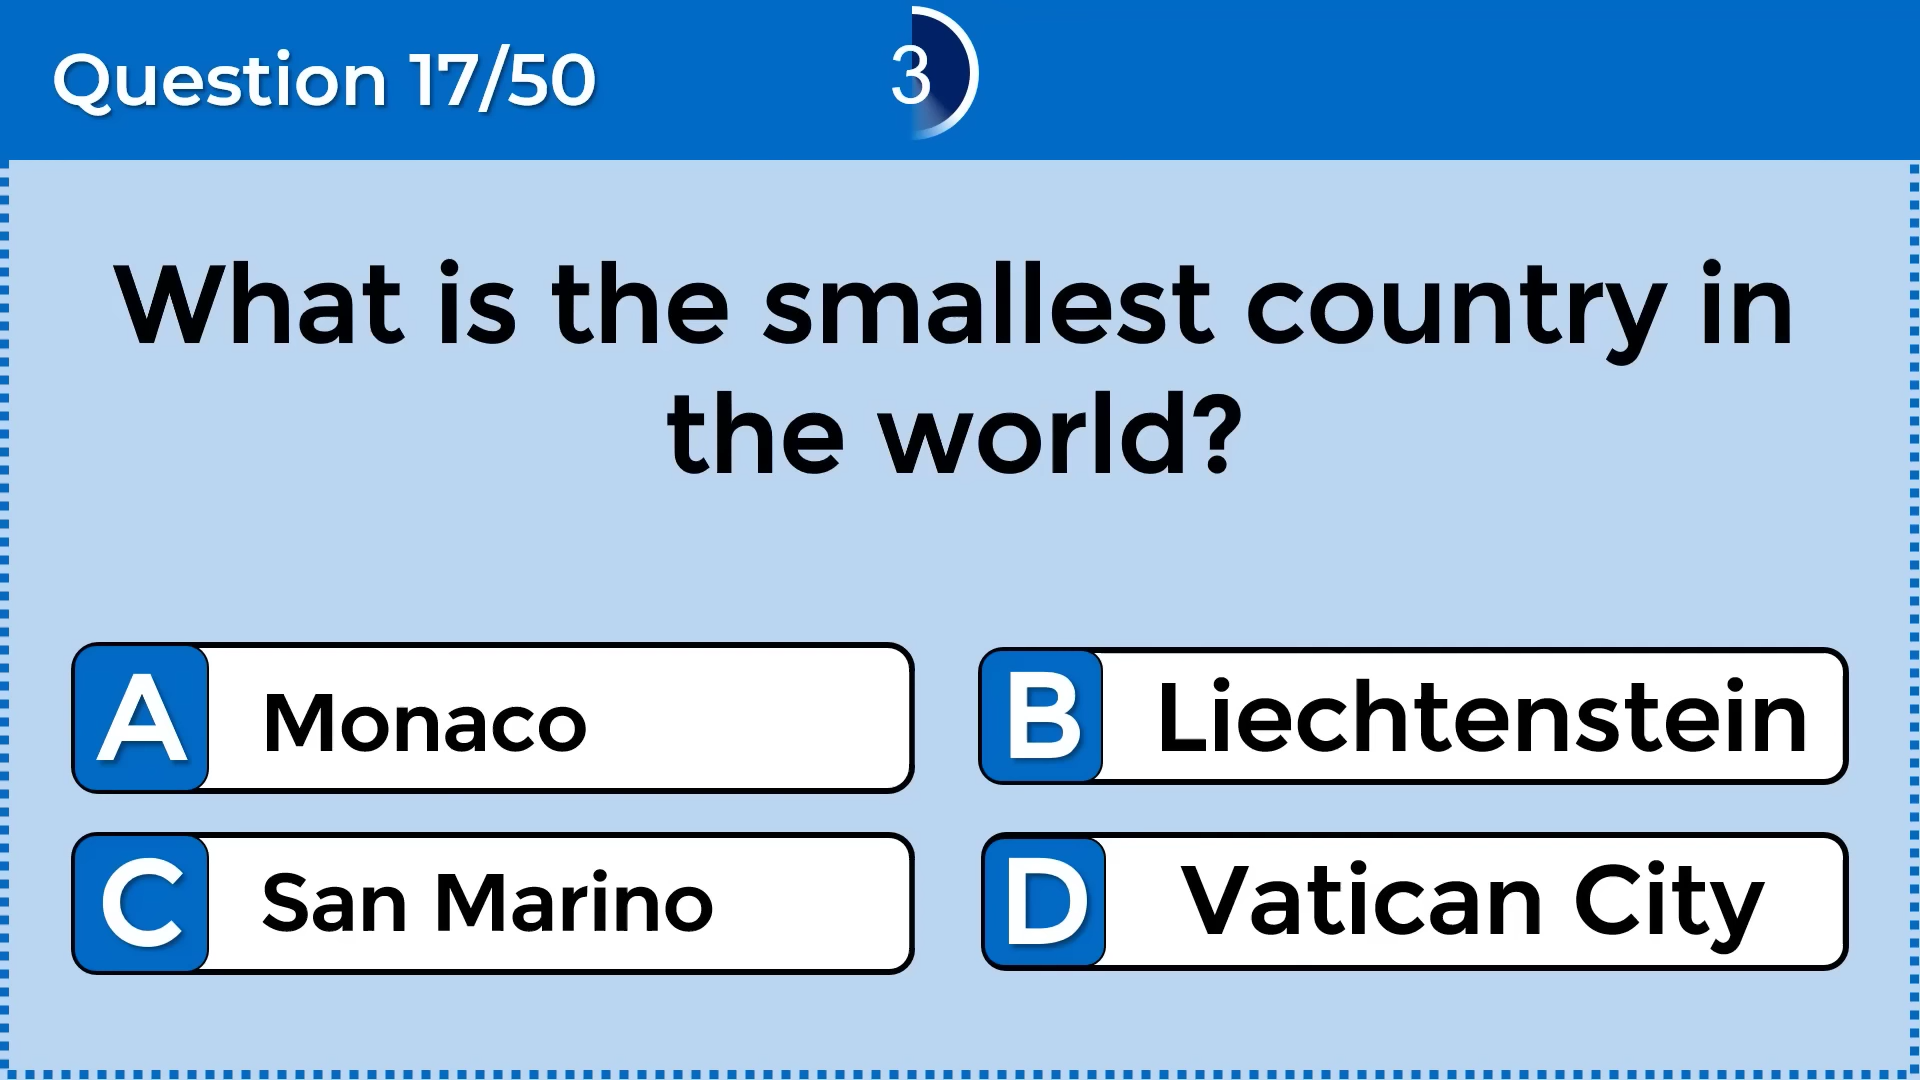 Question 17/50
3
What is the smallest country in
the world?
A Monaco
B Liechtenstein
C San Marino
D Vatican City